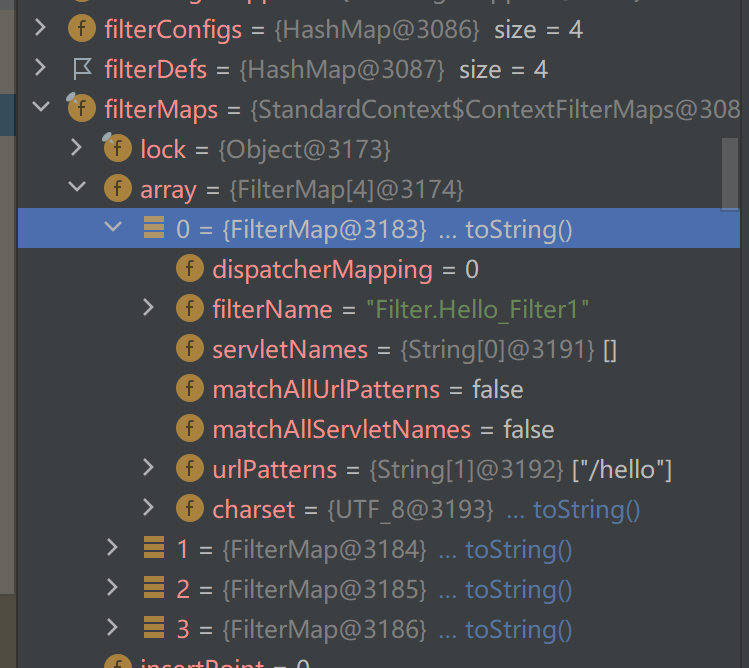 filterConfigs = {HashMap@3086} size = 4
filterDefs = {HashMap@3087} size = 4
filterMaps = {StandardContext$ContextFilterMaps@308
lock = {Object@3173}
array = {FilterMap[4]@3174}
0 = {FilterMap@3183} ... toString()
dispatcherMapping = 0
filterName = "Filter.Hello_Filter1"
servletNames = {String[0]@3191} []
matchAllUrlPatterns = false
matchAllServletNames = false
urlPatterns = {String[1]@3192} ["/hello"]
charset = {UTF_8@3193} ... toString()
1 = {FilterMap@3184} ... toString()
2 = {FilterMap@3185} ... toString()
3 = {FilterMap@3186} ... toString()
insertPoint = 0